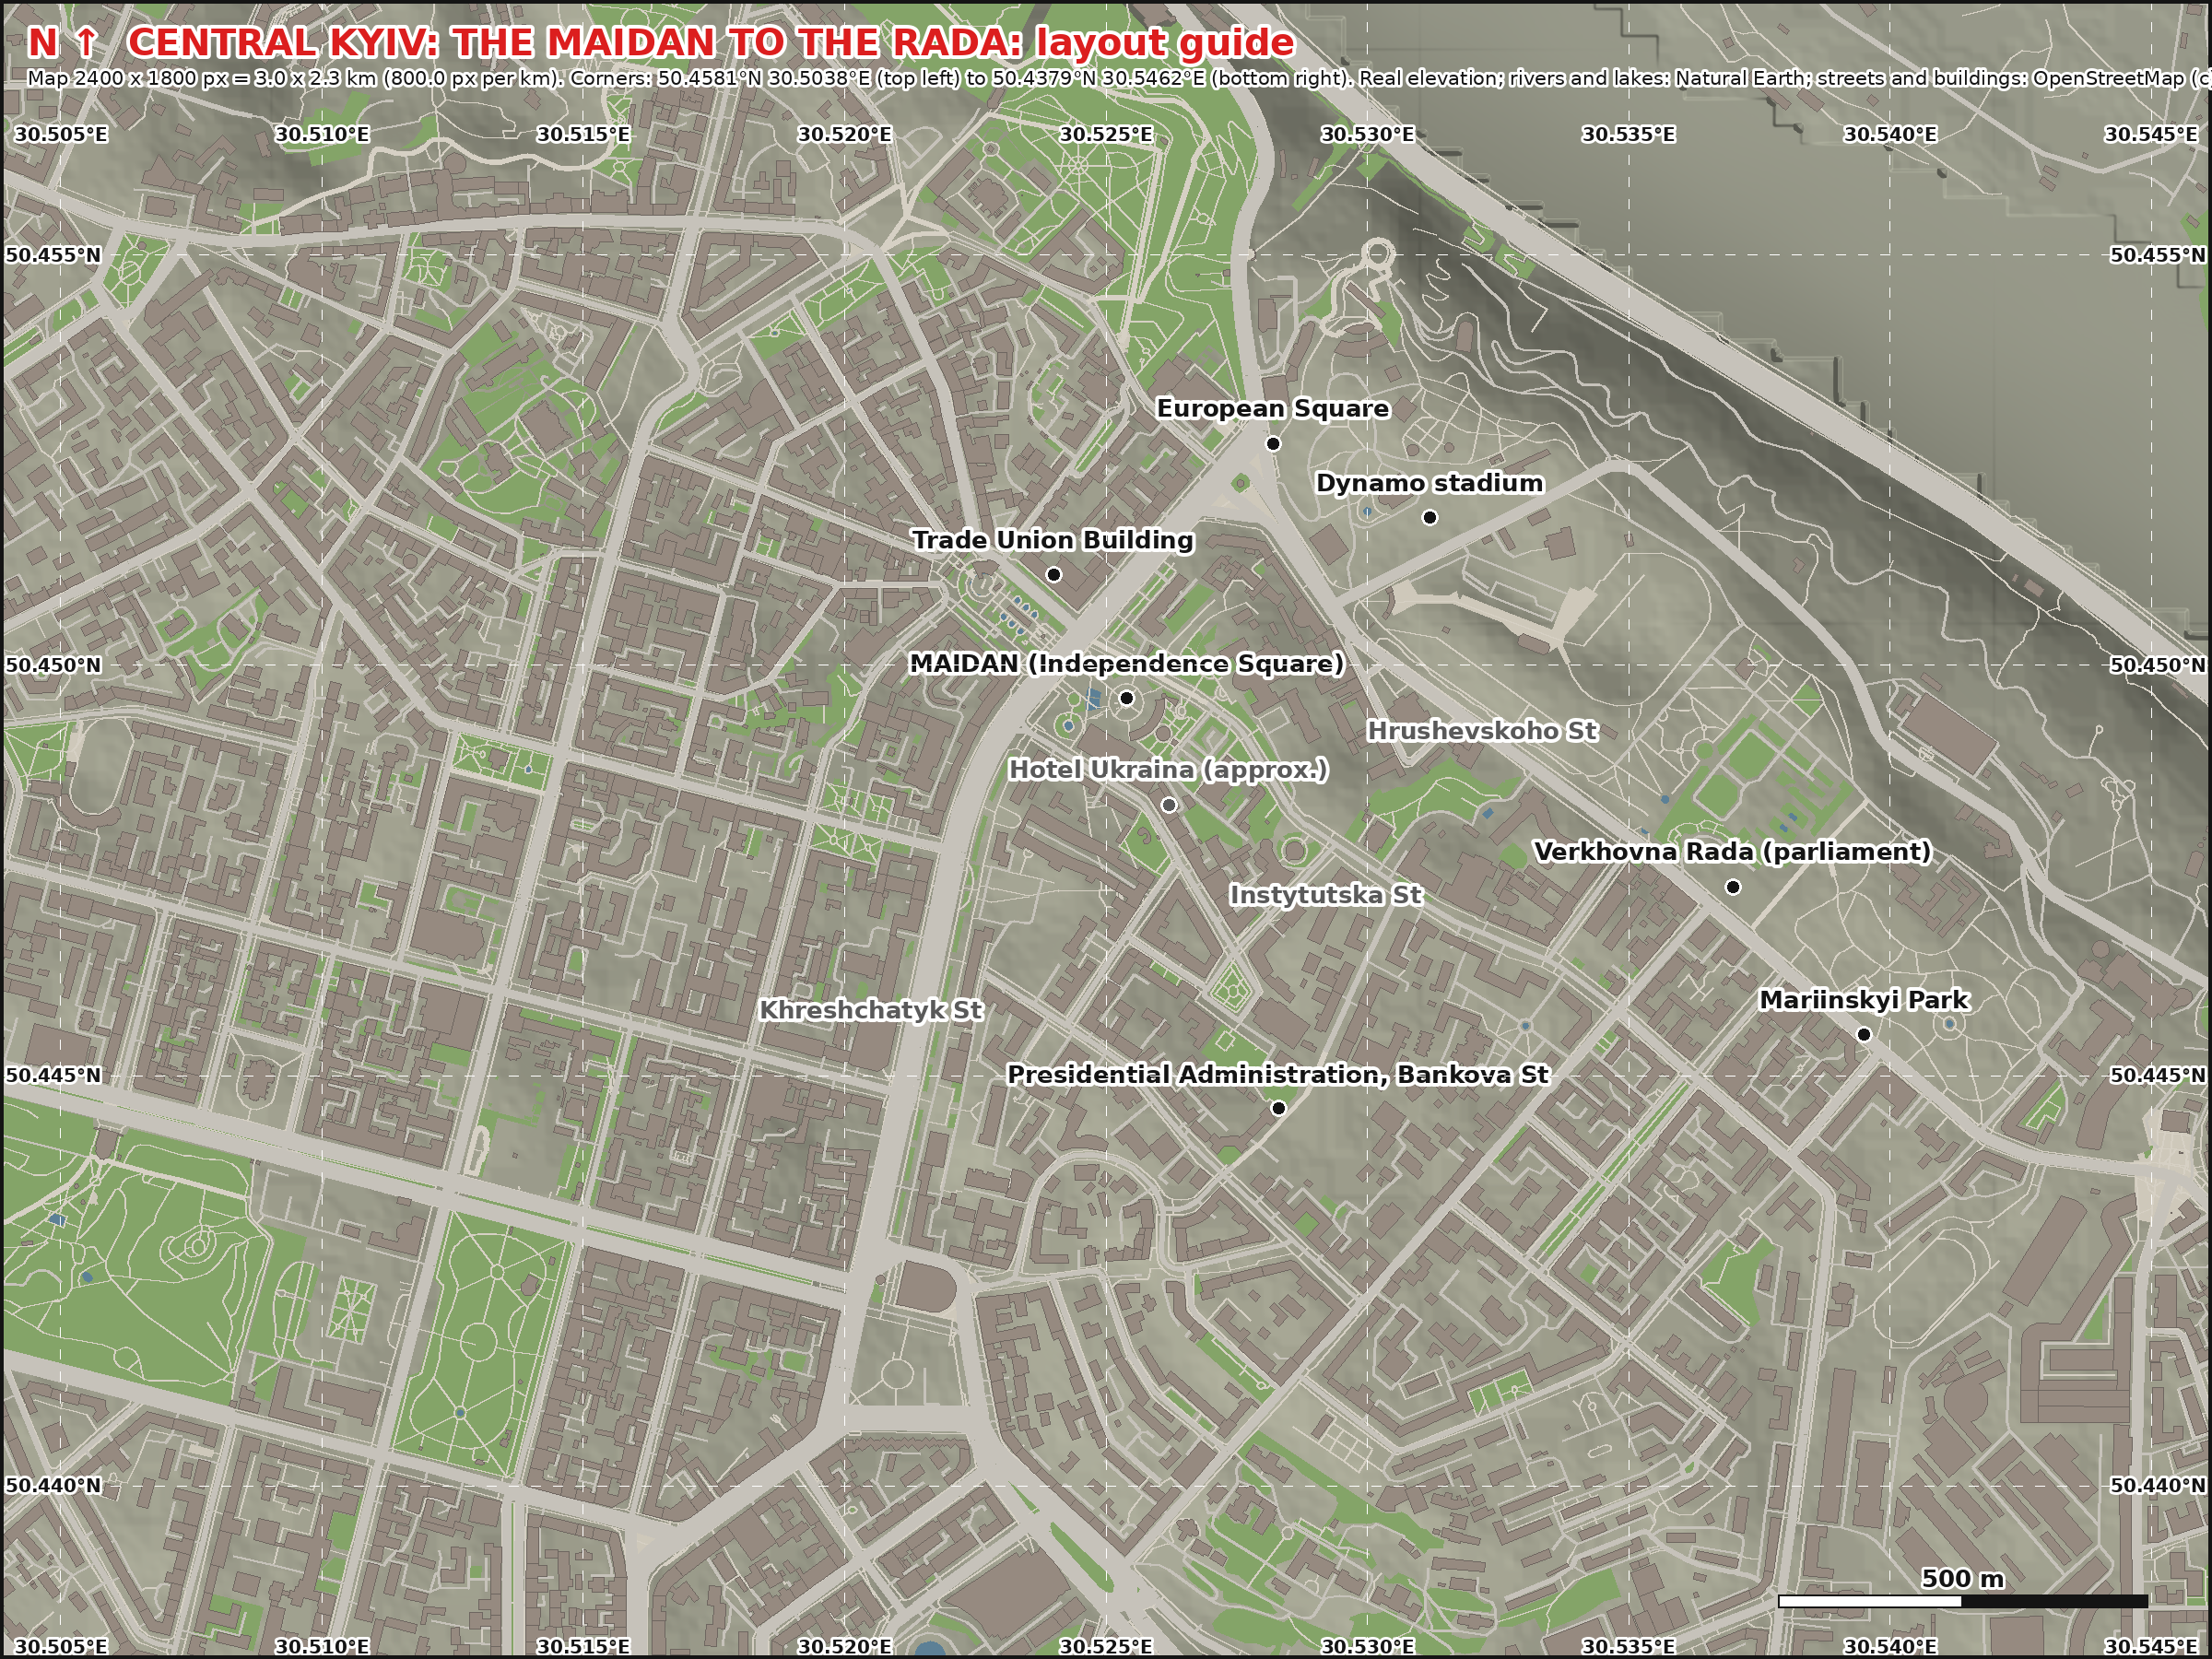 N ↑ CENTRAL KYIV: THE MAIDAN TO THE RADA: layout guide
Map 2400 x 1800 px = 3.0 x 2.3 km (800.0 px per km). Corners: 50.4581°N 30.5038°E (top left) to 50.4379°N 30.5462°E (bottom right). Real elevation; rivers and lakes: Natural Earth; streets and buildings: OpenStreetMap (c)
30.505°E 30.510°E 30.515°E 30.520°E 30.525°E 30.530°E 30.535°E 30.540°E 30.545°E
50.455°N 50.455°N
European Square
Dynamo stadium
Trade Union Building
50.450°N MAIDAN (Independence Square) 50.450°N
Hrushevskoho St
Hotel Ukraina (approx.)
Verkhovna Rada (parliament)
Instytutska St
Mariinskyi Park
Khreshchatyk St
50.445°N Presidential Administration, Bankova St 50.445°N
50.440°N 50.440°N
500 m
30.505°E 30.510°E 30.515°E 30.520°E 30.525°E 30.530°E 30.535°E 30.540°E 30.545°E